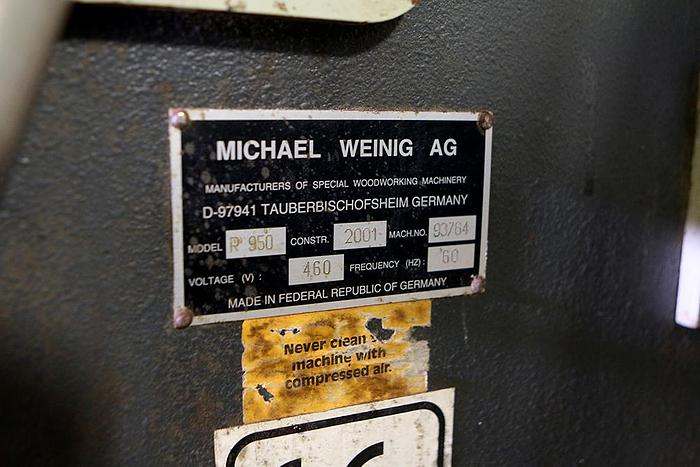 MICHAEL WEINIG AG
MANUFACTURERS OF SPECIAL WOODWORKING MACHINERY
D-97941 TAUBERBISCHOFSHEIM GERMANY
MODEL R 950 CONSTR. 2001 MACH.NO. 93764
VOLTAGE (V) : 460 FREQUENCY (HZ) : 60
MADE IN FEDERAL REPUBLIC OF GERMANY
Never clean
machine with
compressed air.